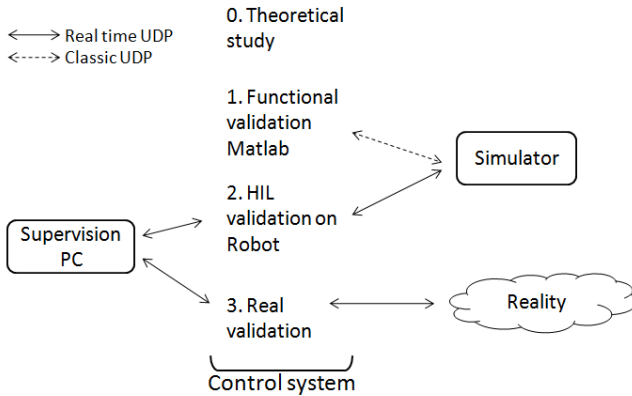 0. Theoretical
study
Real time UDP
Classic UDP
1. Functional
validation
Matlab
Simulator
2. HIL
validation on
Robot
Supervision
PC
3. Real
validation
Reality
Control system